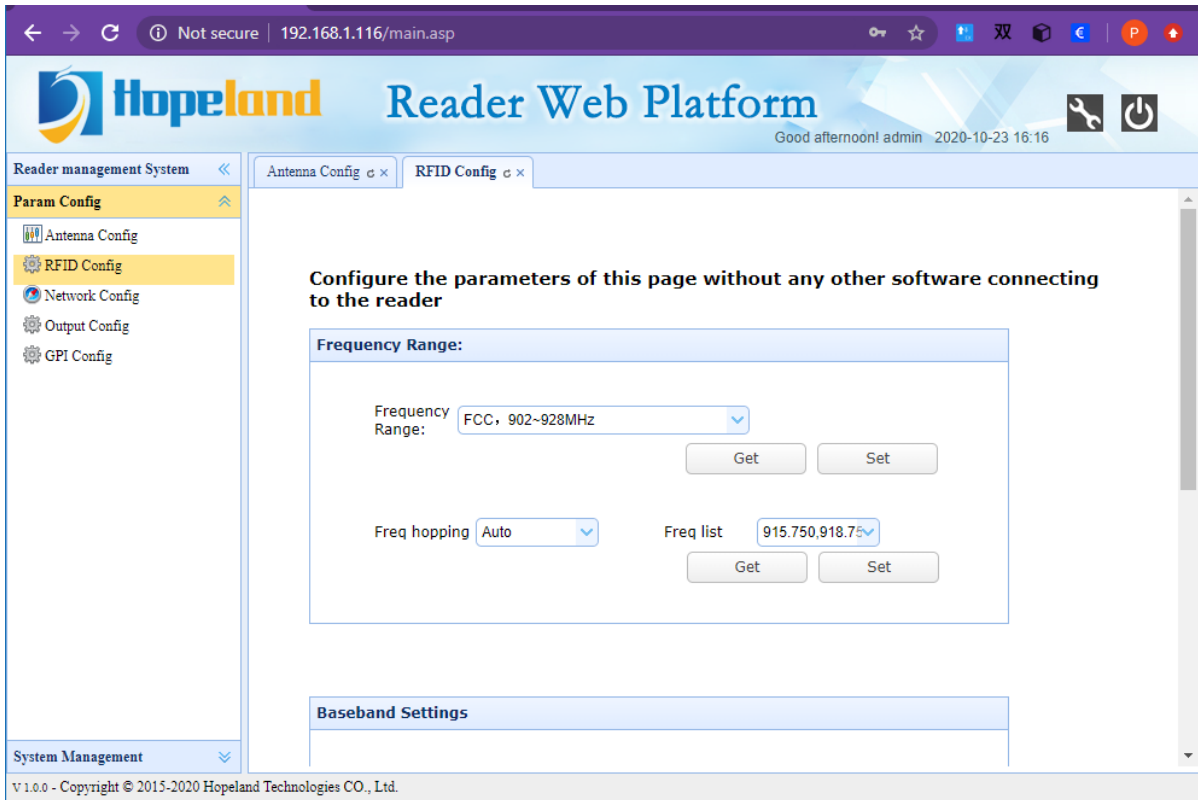 Not secure | 192.168.1.116/main.asp
双
€
P
Hopeland
Reader Web Platform
Good afternoon! admin 2020-10-23 16:16
Reader management System
Antenna Config
RFID Config
Param Config
Antenna Config
RFID Config
Network Config
Output Config
GPI Config
Configure the parameters of this page without any other software connecting
to the reader
Frequency Range:
Frequency
Range:
FCC，902~928MHz
Get
Set
Freq hopping
Auto
Freq list
915.750,918.75
Get
Set
Baseband Settings
System Management
V 1.0.0 - Copyright © 2015-2020 Hopeland Technologies CO., Ltd.